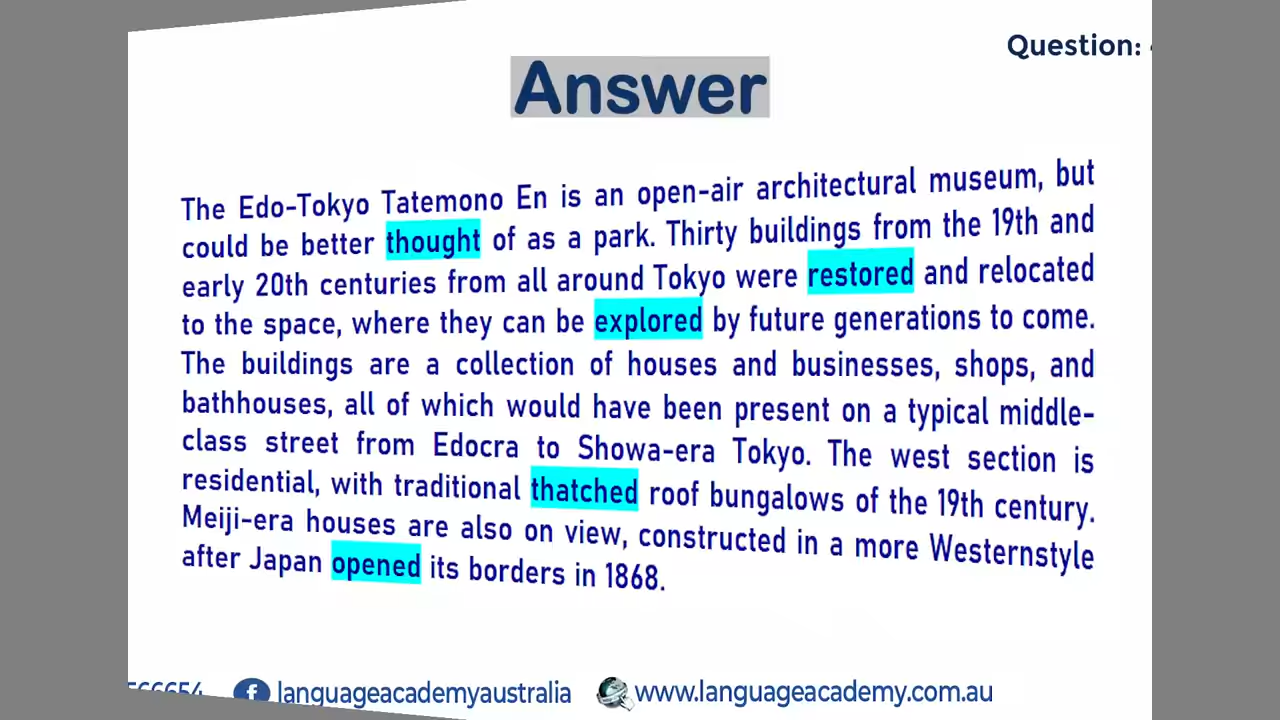 Question:
Answer
The Edo-Tokyo Tatemono En is an open-air architectural museum, but
could be better thought of as a park. Thirty buildings from the 19th and
early 20th centuries from all around Tokyo were restored and relocated
to the space, where they can be explored by future generations to come.
The buildings are a collection of houses and businesses, shops, and
bathhouses, all of which would have been present on a typical middle-
class street from Edocra to Showa-era Tokyo. The west section is
residential, with traditional thatched roof bungalows of the 19th century.
Meiji-era houses are also on view, constructed in a more Westernstyle
after Japan opened its borders in 1868.
languageacademyaustralia www.languageacademy.com.au